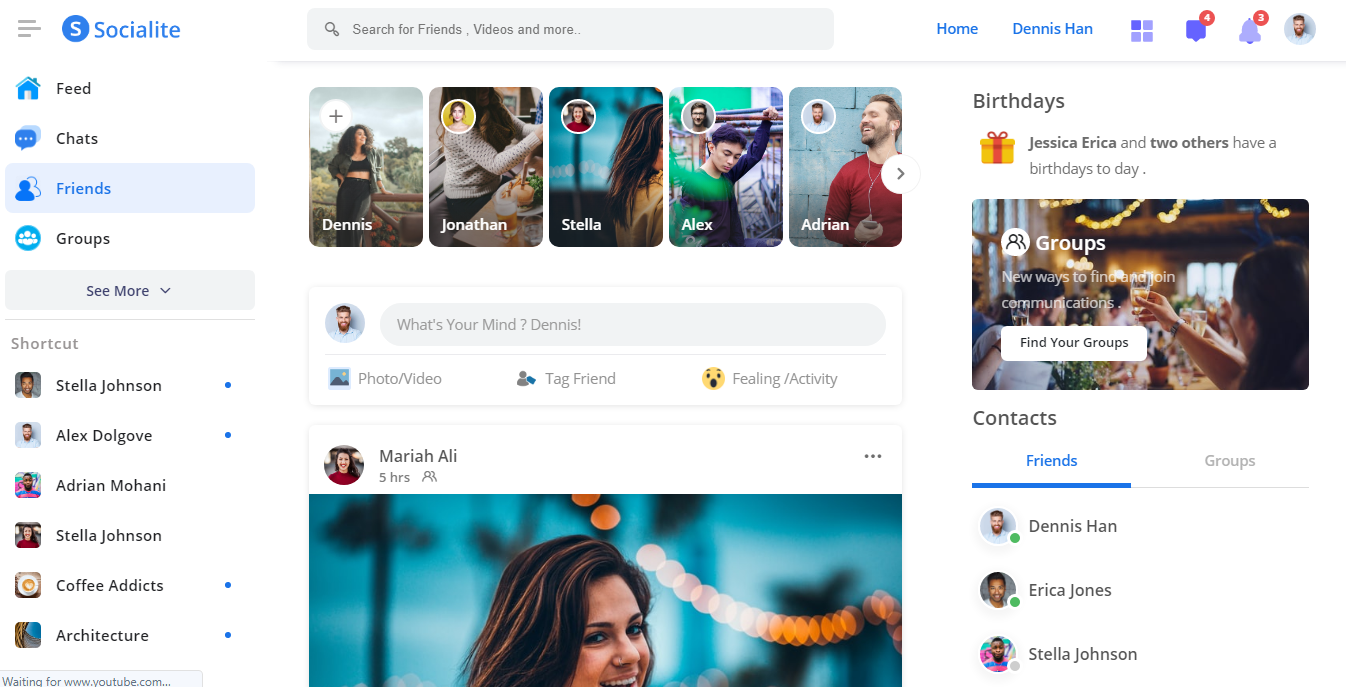 S Socialite
Search for Friends , Videos and more..
Home
Dennis Han
4
3
Feed
Chats
Friends
Groups
See More
Shortcut
Stella Johnson
Alex Dolgove
Adrian Mohani
Stella Johnson
Coffee Addicts
Architecture
Waiting for www.youtube.com...
Dennis
Jonathan
Stella
Alex
Adrian
What's Your Mind ? Dennis!
Photo/Video
Tag Friend
Fealing /Activity
Mariah Ali
5 hrs
Birthdays
Jessica Erica and two others have a
birthdays to day .
Groups
New ways to find and join
communications .
Find Your Groups
Contacts
Friends
Groups
Dennis Han
Erica Jones
Stella Johnson